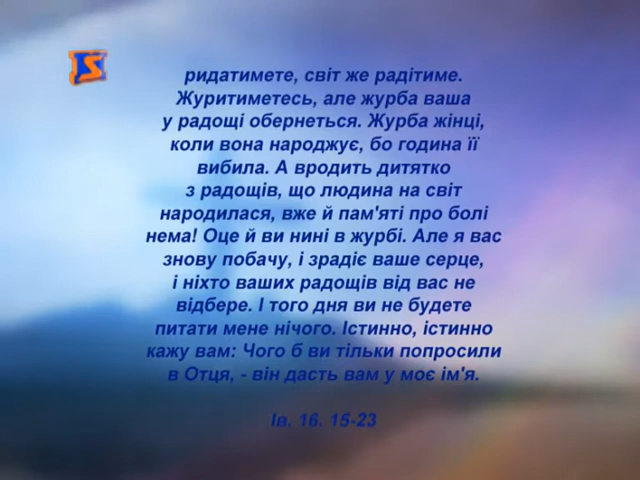 ридатимете, світ же радітиме.
Журитиметесь, але журба ваша
у радощі обернеться. Журба жінці,
коли вона народжує, бо година її
вибила. А вродить дитятко
з радощів, що людина на світ
народилася, вже й пам'яті про болі
нема! Оце й ви нині в журбі. Але я вас
знову побачу, і зрадіє ваше серце,
і ніхто ваших радощів від вас не
відбере. І того дня ви не будете
питати мене нічого. Істинно, істинно
кажу вам: Чого б ви тільки попросили
в Отця, - він дасть вам у моє ім'я.
Ів. 16. 15-23